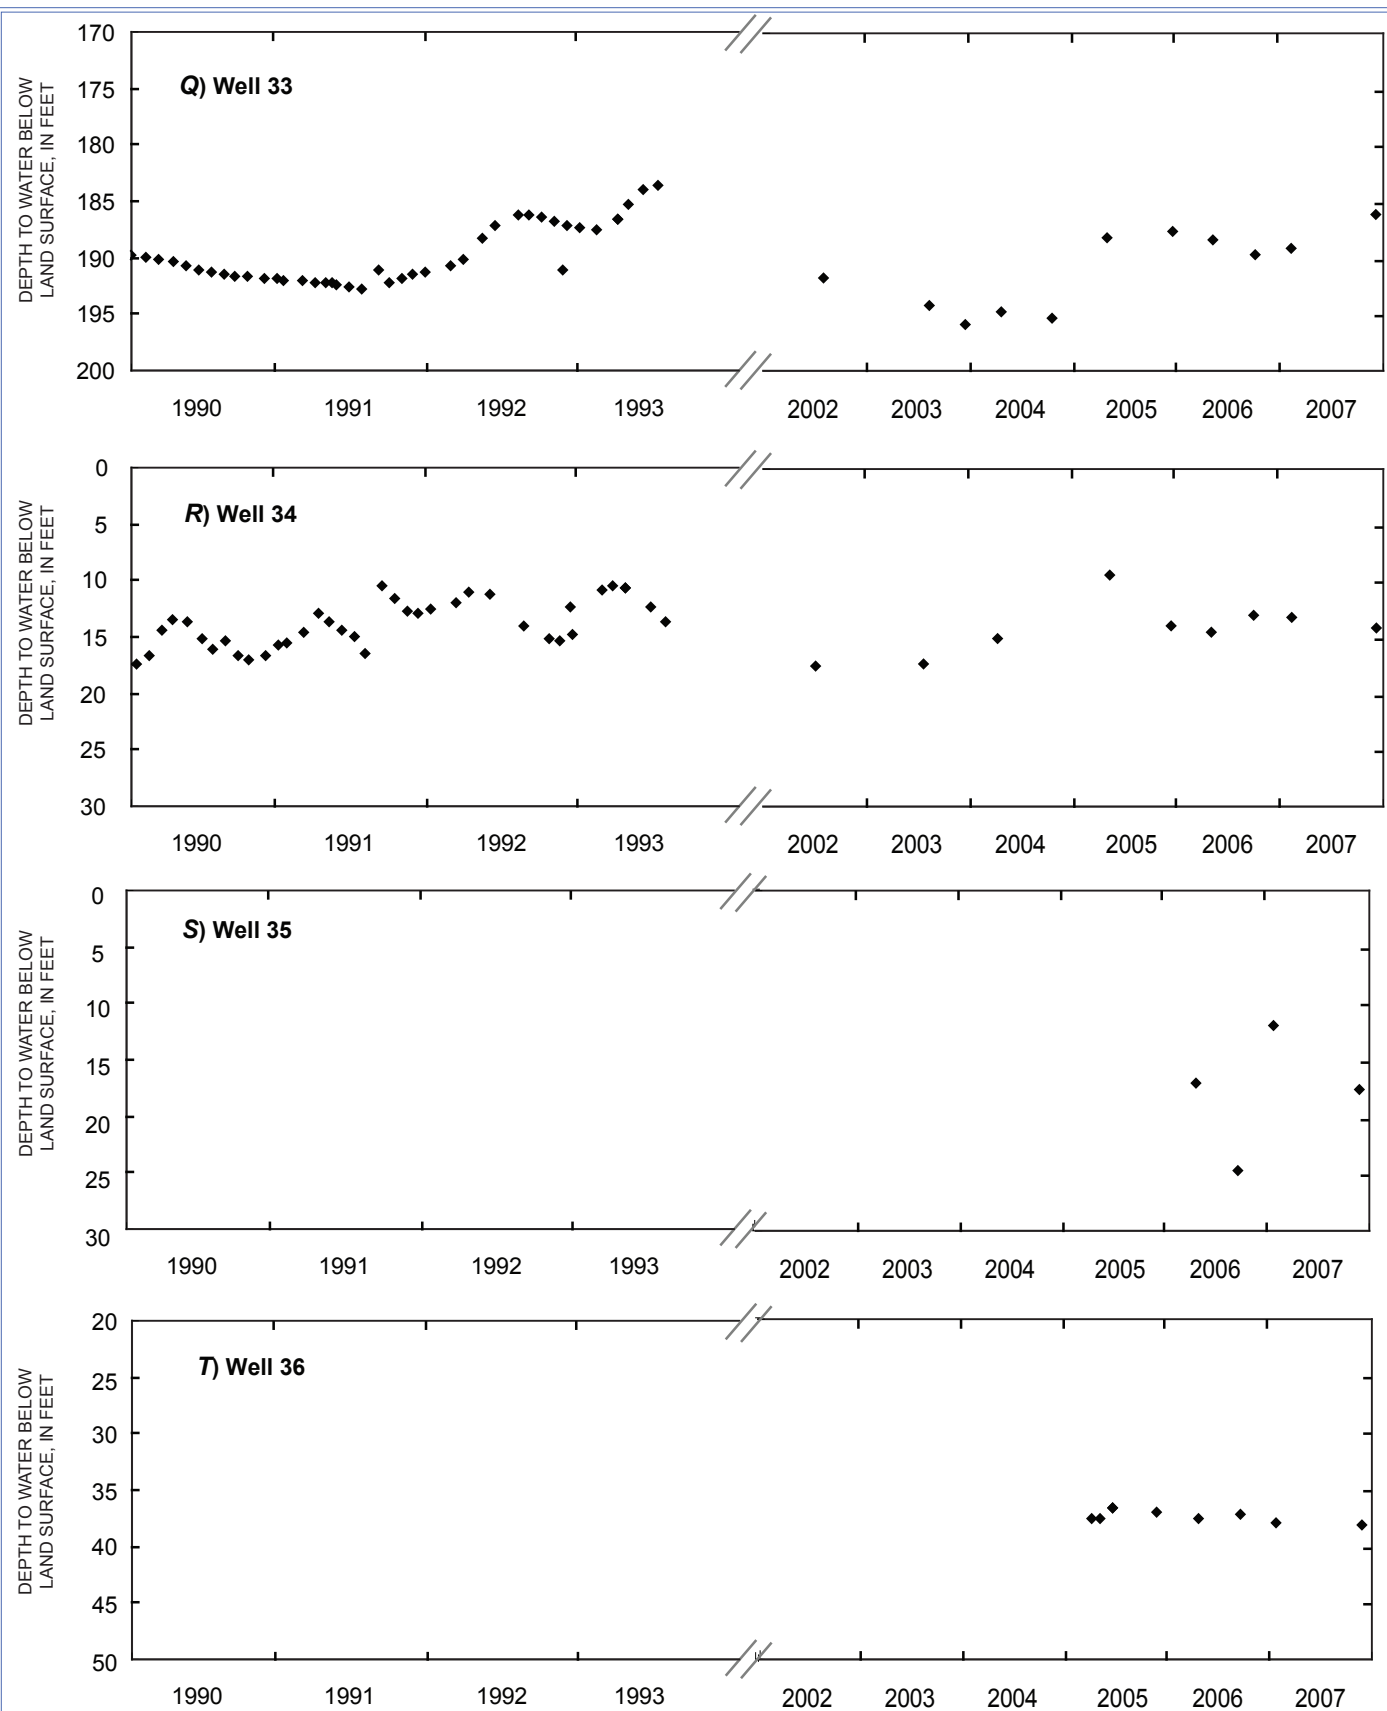 170
175
180
185
190
195
200
DEPTH TO WATER BELOW
LAND SURFACE, IN FEET
Q) Well 33
1990 1991 1992 1993 2002 2003 2004 2005 2006 2007
0
5
10
15
20
25
30
DEPTH TO WATER BELOW
LAND SURFACE, IN FEET
R) Well 34
1990 1991 1992 1993 2002 2003 2004 2005 2006 2007
0
5
10
15
20
25
30
DEPTH TO WATER BELOW
LAND SURFACE, IN FEET
S) Well 35
1990 1991 1992 1993 2002 2003 2004 2005 2006 2007
20
25
30
35
40
45
50
DEPTH TO WATER BELOW
LAND SURFACE, IN FEET
T) Well 36
1990 1991 1992 1993 2002 2003 2004 2005 2006 2007